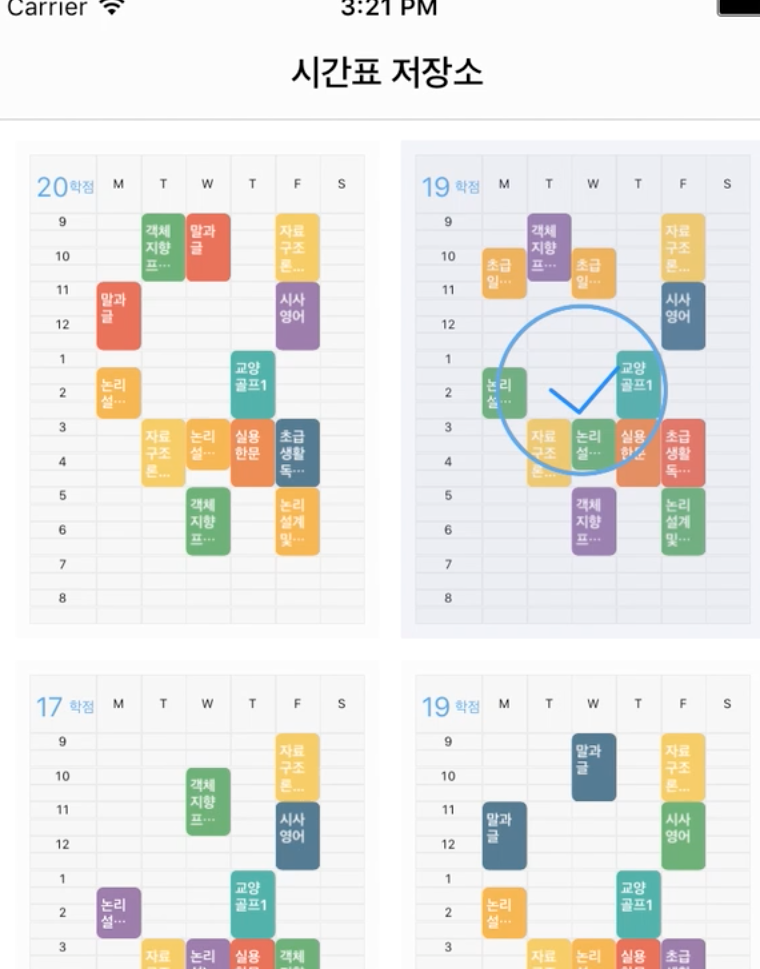 Carrier
3:21 PM
시간표 저장소
20학점 M T W T F S
9
10
11
12
1
2
3
4
5
6
7
8
객체
지향
프…
말과
글
자료
구조
론…
말과
글
시사
영어
교양
골프1
논리
설…
자료
구조
론…
논리
설…
실용
한문
초급
생활
독…
객체
지향
프…
논리
설계
및…
19 학점 M T W T F S
9
10
11
12
1
2
3
4
5
6
7
8
객체
지향
프…
자료
구조
론…
초급
일…
초급
일…
시사
영어
교양
골프1
논리
설…
자료
구조
론…
논리
설…
실용
한문
초급
생활
독…
객체
지향
프…
논리
설계
및…
17 학점 M T W T F S
9
10
11
12
1
2
3
자료
구조
론…
객체
지향
프…
시사
영어
교양
골프1
논리
설…
자료
논리
실용
객체
19 학점 M T W T F S
9
10
11
12
1
2
3
말과
글
자료
구조
론…
말과
글
시사
영어
교양
골프1
논리
설…
자료
논리
실용
초급